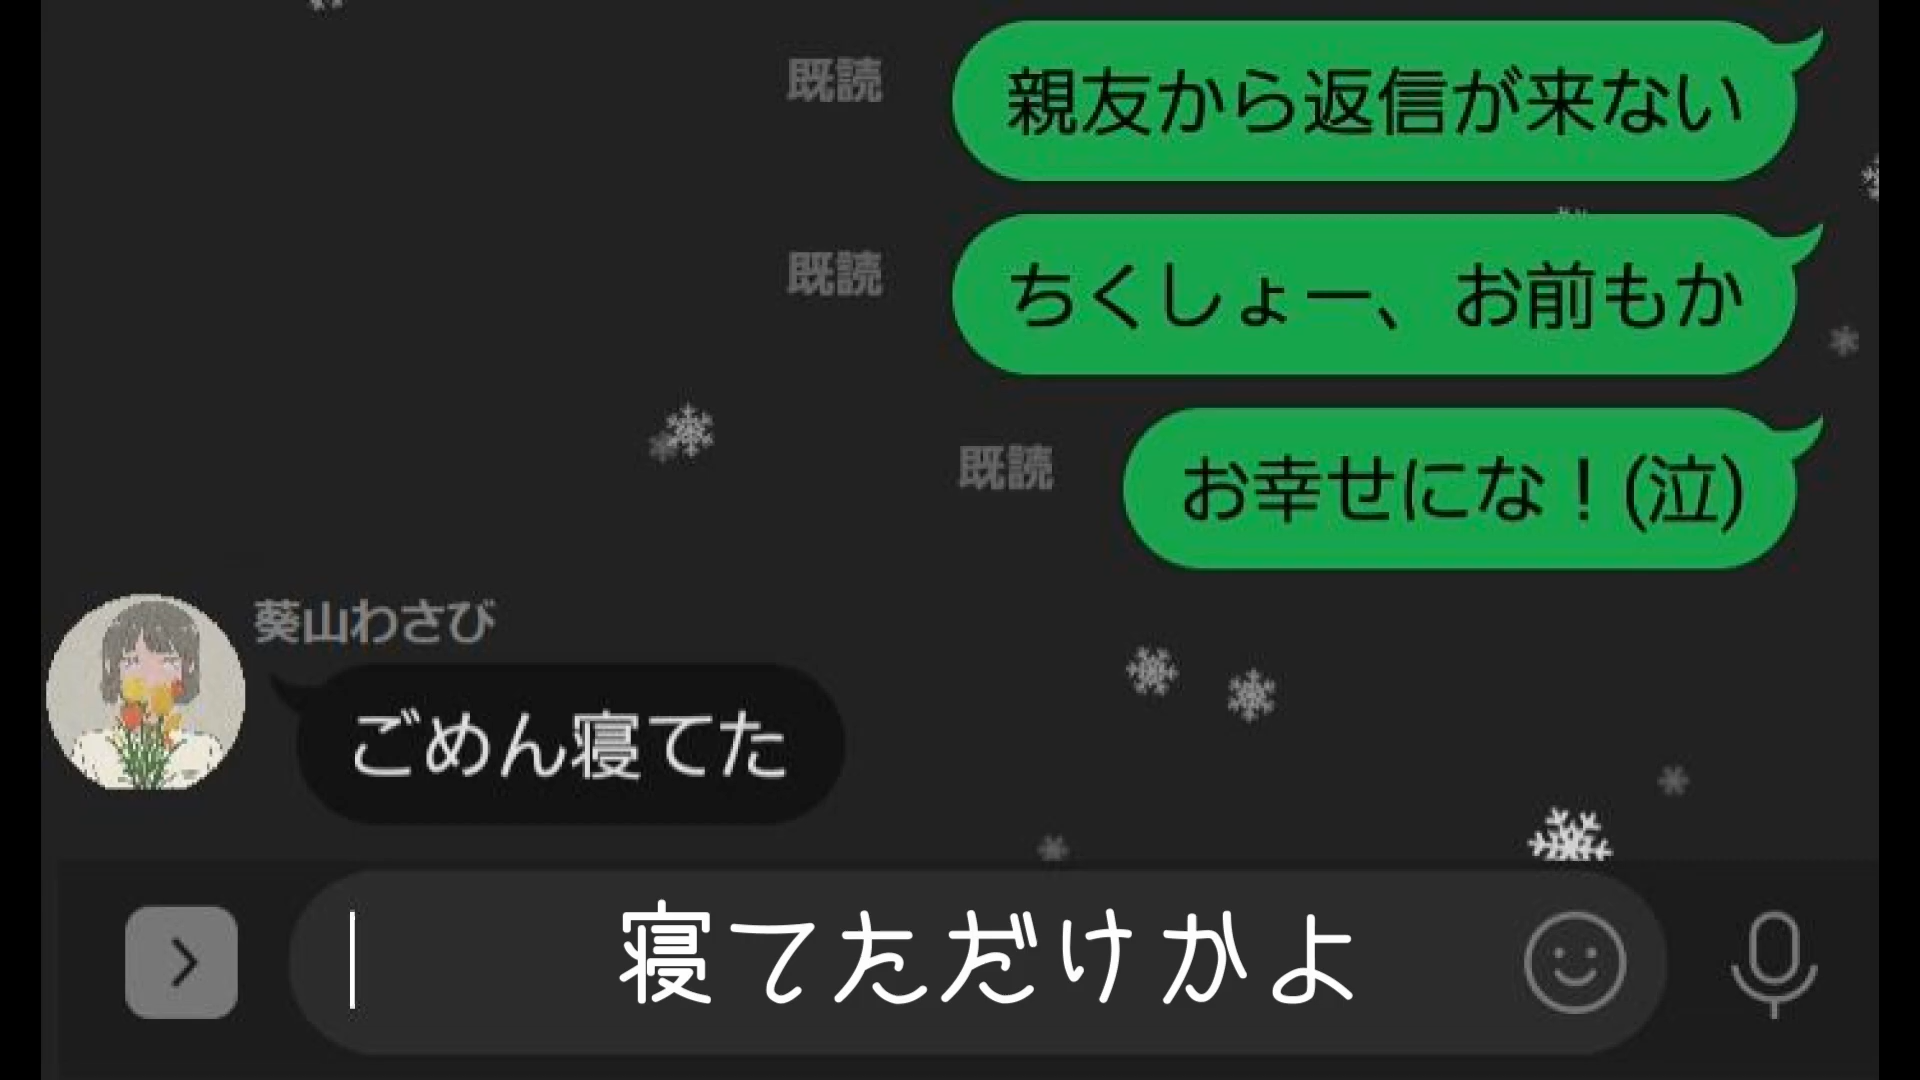 既読
親友から返信が来ない
既読
ちくしょー、お前もか
既読
お幸せにな！(泣)
葵山わさび
ごめん寝てた
寝てただけかよ